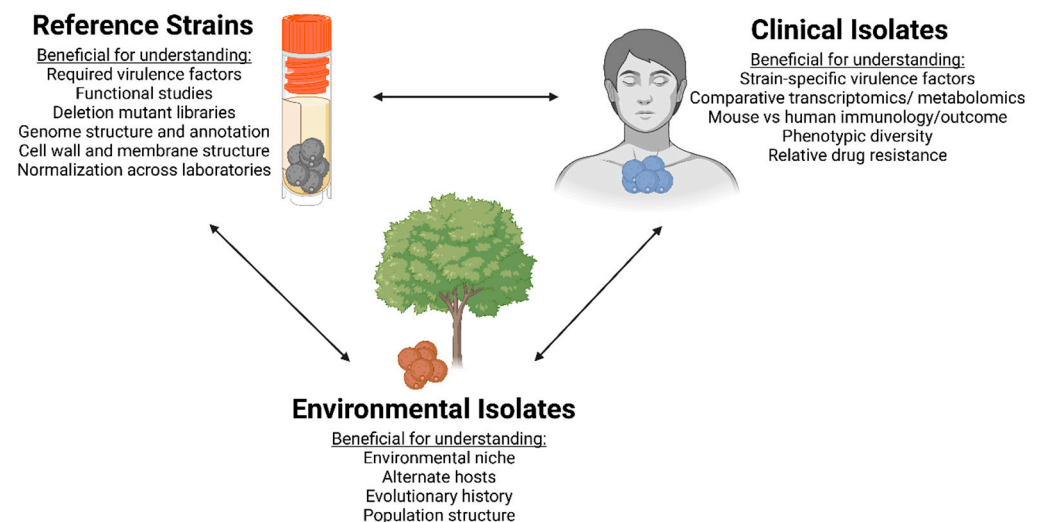 Reference Strains
Beneficial for understanding:
Required virulence factors
Functional studies
Deletion mutant libraries
Genome structure and annotation
Cell wall and membrane structure
Normalization across laboratories
Clinical Isolates
Beneficial for understanding:
Strain-specific virulence factors
Comparative transcriptomics/ metabolomics
Mouse vs human immunology/outcome
Phenotypic diversity
Relative drug resistance
Environmental Isolates
Beneficial for understanding:
Environmental niche
Alternate hosts
Evolutionary history
Population structure